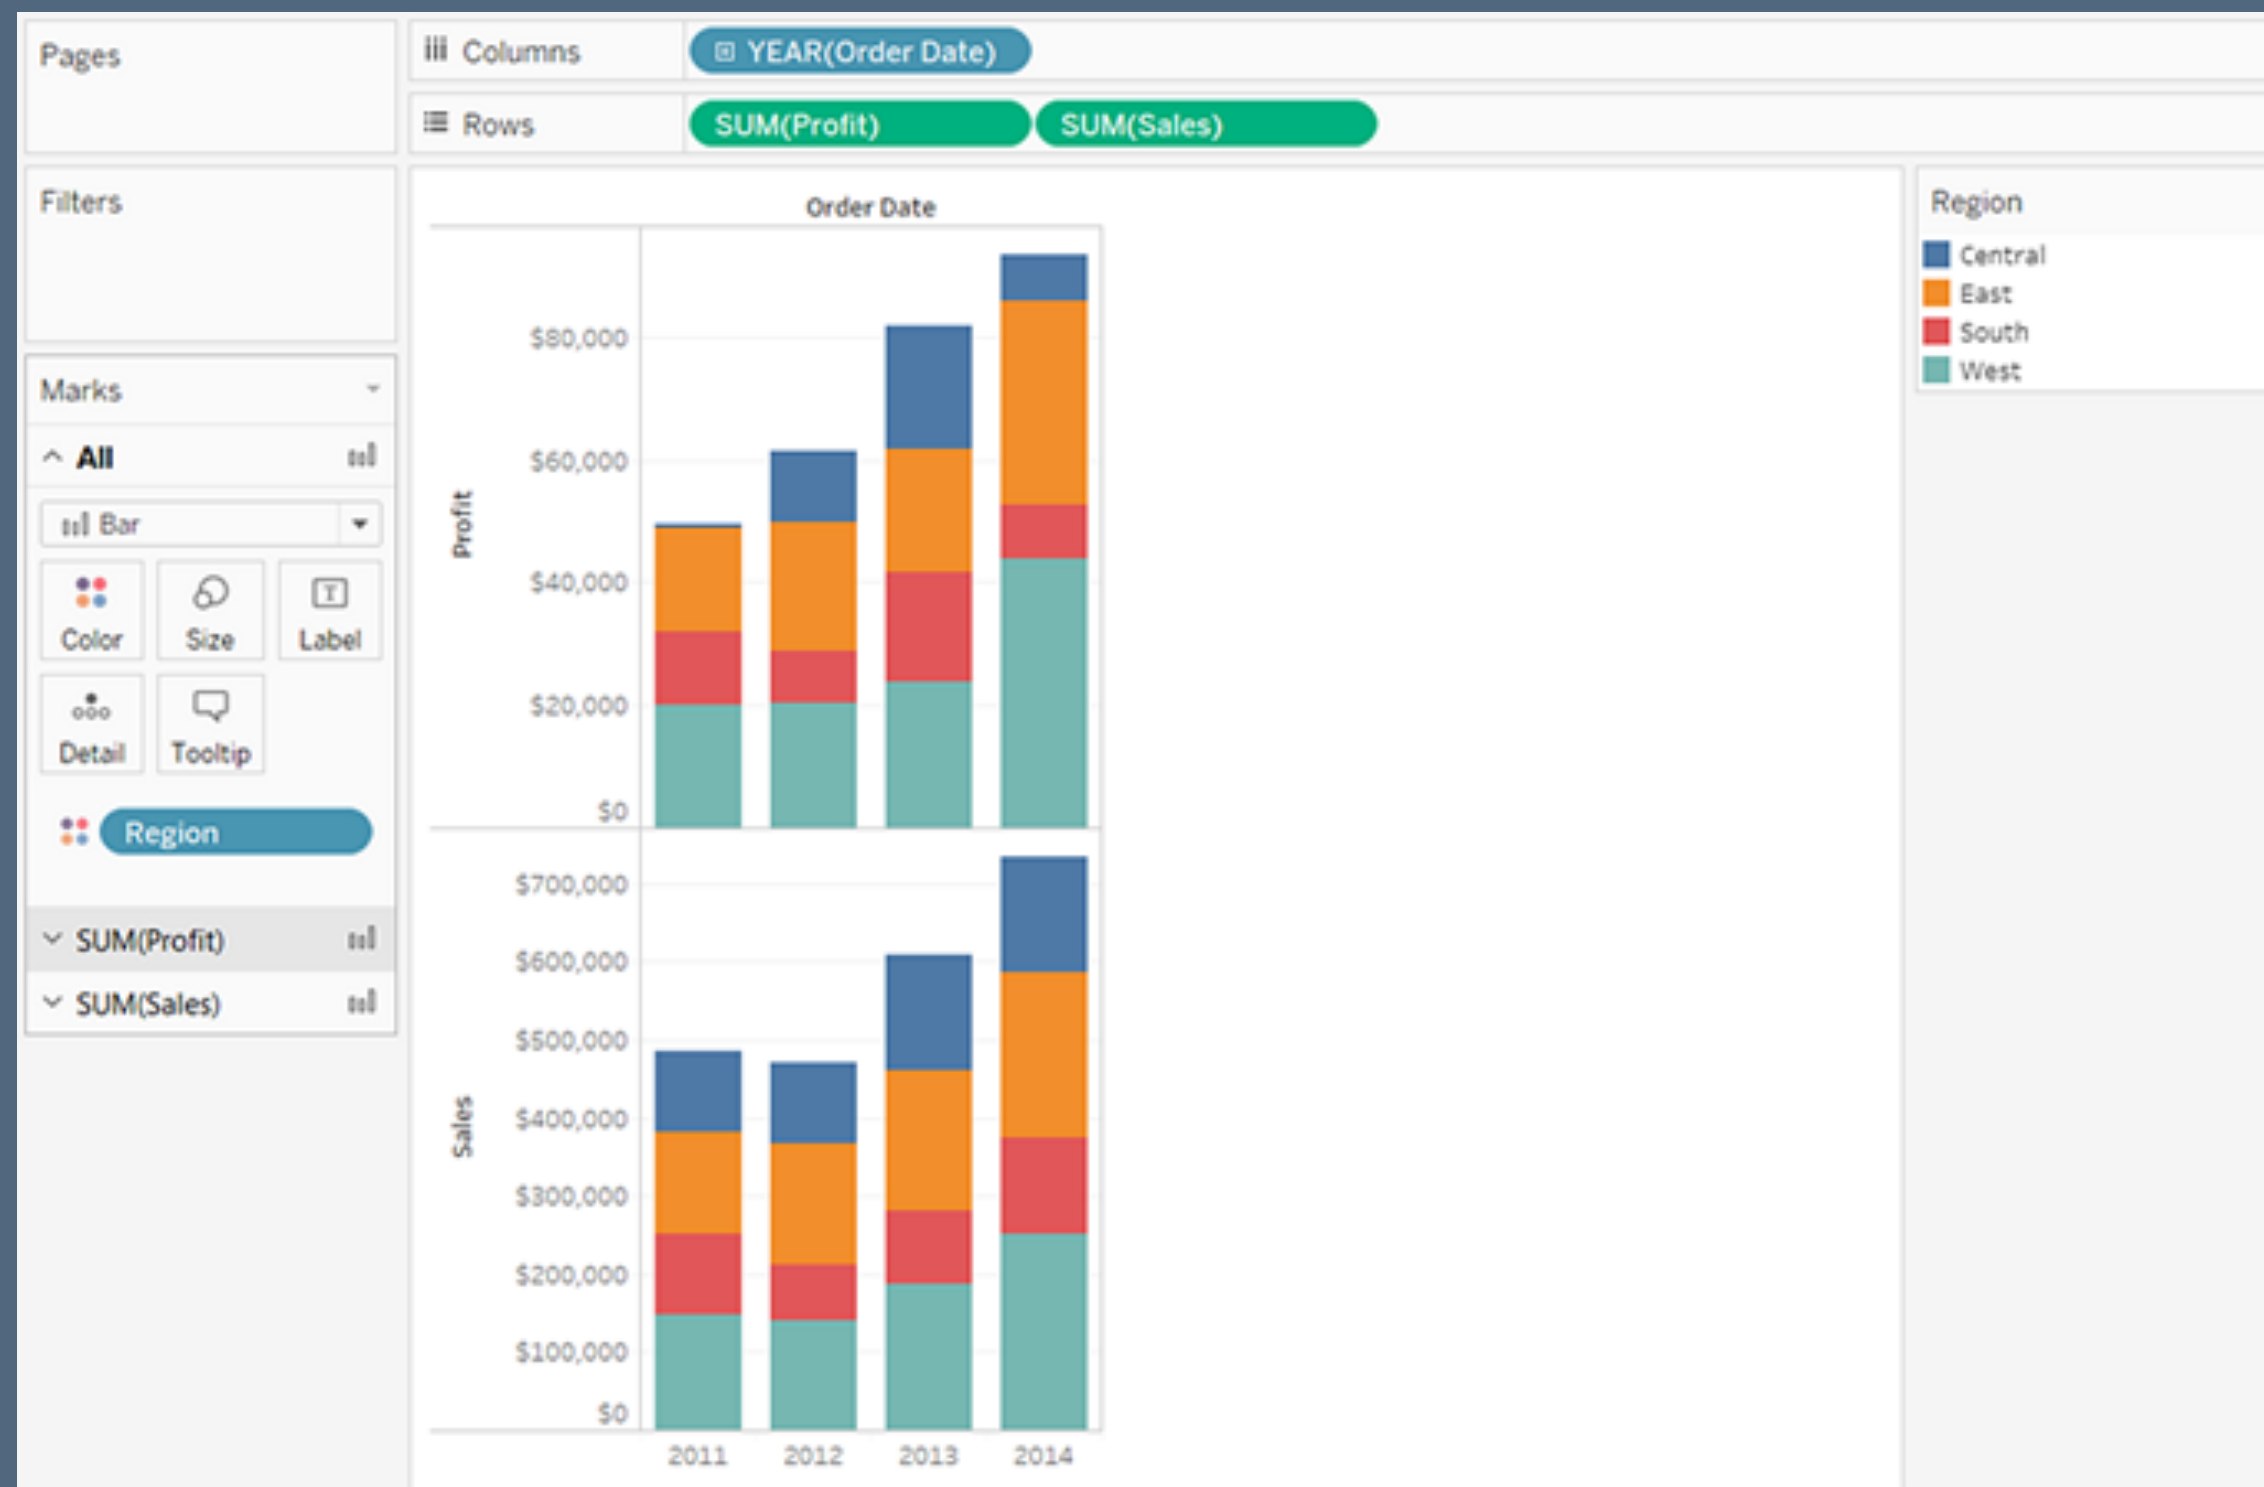 Pages
Columns
YEAR(Order Date)
Rows
SUM(Profit)
SUM(Sales)
Filters
Marks
All
Bar
Color
Size
Label
T
Detail
Tooltip
Region
SUM(Profit)
SUM(Sales)
Order Date
Profit
$80,000
$60,000
$40,000
$20,000
$0
Sales
$700,000
$600,000
$500,000
$400,000
$300,000
$200,000
$100,000
$0
2011 2012 2013 2014
Region
Central
East
South
West